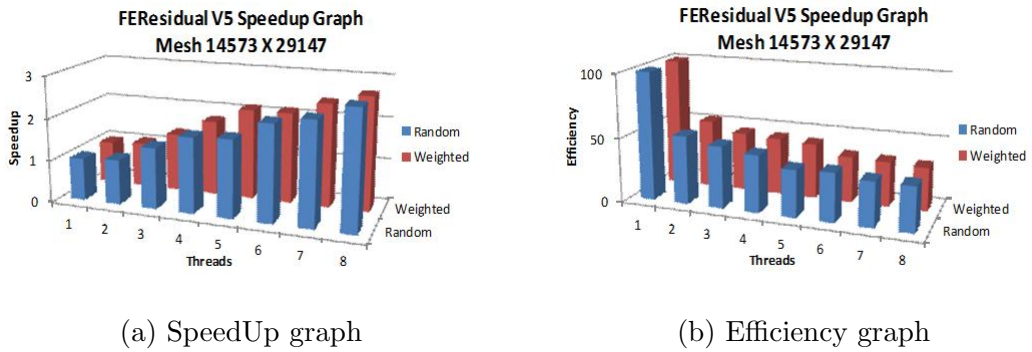 FEResidual V5 Speedup Graph
Mesh 14573 X 29147
3
2
1
0
Speedup
1
2
3
4
5
6
7
8
Threads
Random
Weighted
Weighted
Random
(a) SpeedUp graph
FEResidual V5 Speedup Graph
Mesh 14573 X 29147
100
50
0
Efficiency
1
2
3
4
5
6
7
8
Threads
Random
Weighted
Weighted
Random
(b) Efficiency graph